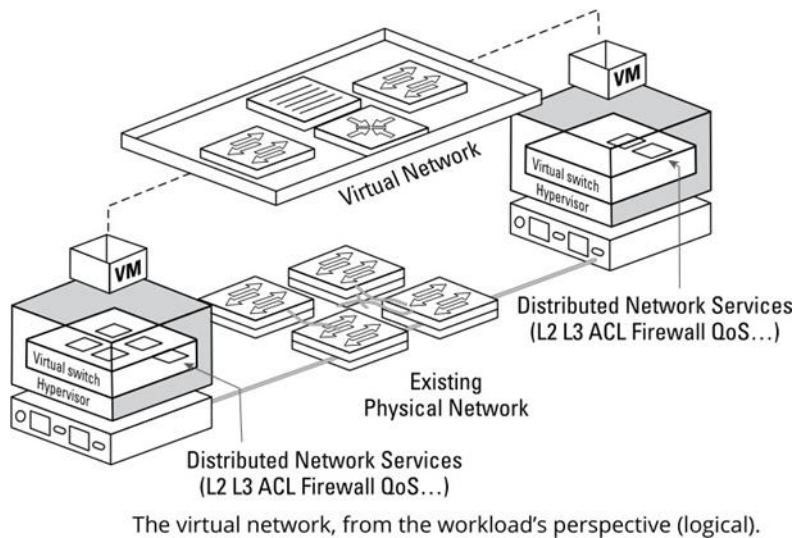 VM
Virtual Network
Virtual switch
Hypervisor
VM
Distributed Network Services
(L2 L3 ACL Firewall QoS...)
Virtual switch
Hypervisor
Existing
Physical Network
Distributed Network Services
(L2 L3 ACL Firewall QoS...)
The virtual network, from the workload's perspective (logical).